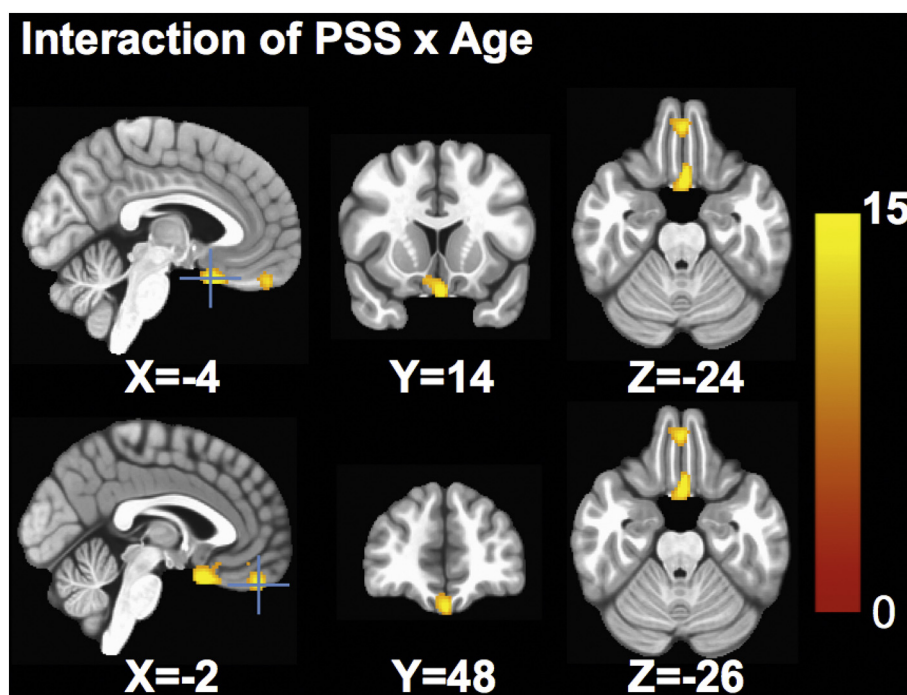 Interaction of PSS x Age
15
X=-4 Y=14 Z=-24
0
X=-2 Y=48 Z=-26